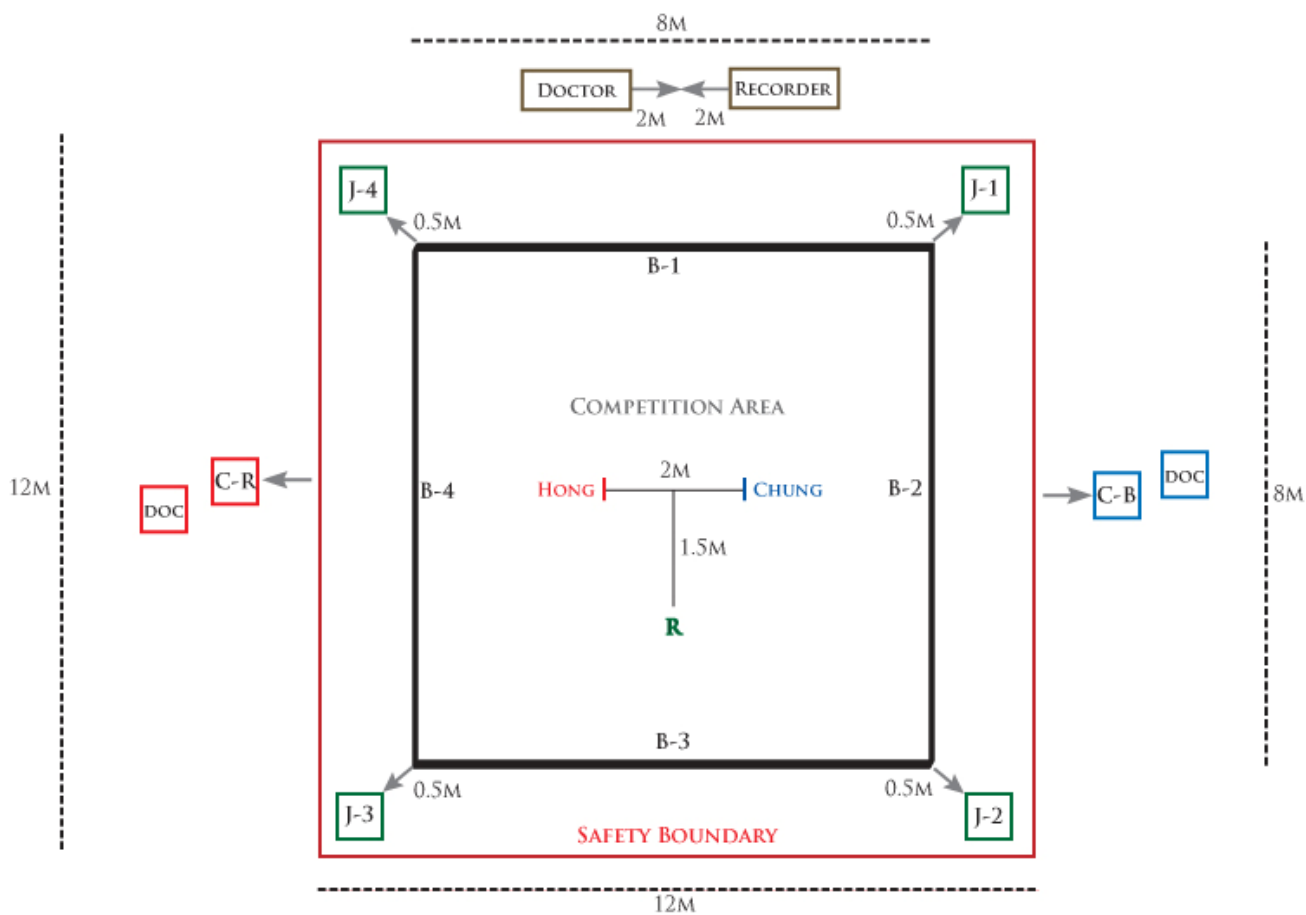 8M
DOCTOR
RECORDER
2M
2M
J-4
J-1
0.5M
0.5M
B-1
COMPETITION AREA
12M
DOC
C-R
B-4
HONG
2M
CHUNG
B-2
C-B
DOC
8M
1.5M
R
B-3
0.5M
0.5M
J-3
J-2
SAFETY BOUNDARY
12M